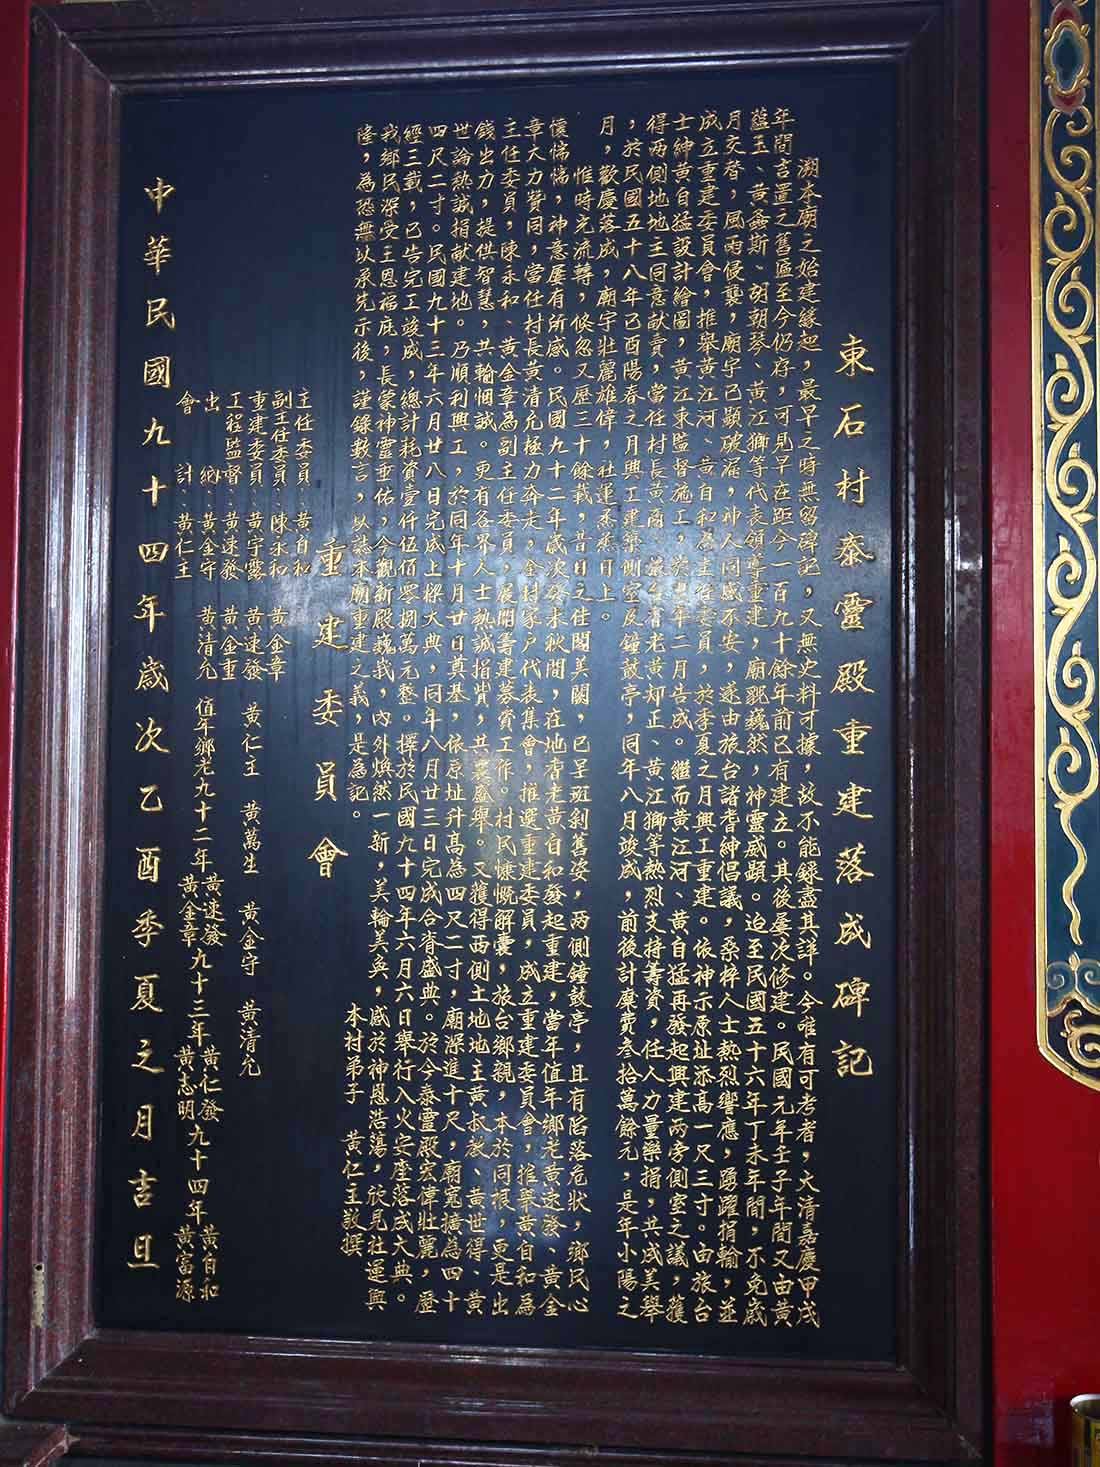 東石村泰靈殿重建落成碑記
溯本廟之始建緣起，最早之時無留碑記，又無史料可據，故不能錄盡其詳。今唯有可考者，大清嘉慶甲戌
年間吉置之舊匾至今仍存，可見早在距今一百九十餘年前已有建立。其後屢次修建。民國元年壬子年間又由黃
蘊玉、黃螽斯、胡朝琴、黃江獅等代表領導重建，廟貌巍然，神靈威顯。迨至民國五十六年丁未年間，不免歲
月交替，風雨侵襲，廟宇已顯破漏，神人同感不安，遂由旅台諸耆紳倡議，桑梓人士熱烈響應，踴躍捐輸，並
成立重建委員會，推舉黃江河、黃自和為主任委員，於季夏之月興工重建。依神示原址添高一尺三寸。由旅台
士紳黃自猛設計繪圖，黃江東監督施工，於翌年二月告成。繼而黃江河、黃自猛再發起興建兩旁側室之議，獲
得兩側地地主同意献賣，當任村長黃酉、嚴生、耆老黃却正、黃江獅等熱烈支持籌資，任人力量樂捐，共成美舉
，於民國五十八年己酉陽春之月興工建築側室及鐘鼓亭，同年八月竣成，前後計糜費叁拾萬餘元，是年小陽之
月，歡慶落成，廟宇壯麗雄偉，社運烝烝日上。
惟時光流轉，倏忽又歷三十餘載，昔日之佳閣美闕，已呈斑剝舊姿，兩側鐘鼓亭，且有陷落危狀，鄉民心
懷惴惴，神意屢有所感。民國九十二年歲次癸未秋間，在地耆老黃自和發起重建，當年值年鄉老黃速發、黃金
章大力贊同，當任村長黃清允極力奔走，全村家戶代表集會，推選重建委員，成立重建委員會，推舉黃自和為
主任委員，陳永和、黃金章為副主任委員，展開籌建募資工作。村民慷慨解囊，旅台鄉親，本於同根，更是出
錢出力，提供智慧，共輸悃誠。更有各界人士熱誠捐貲，共襄盛舉。又獲得西側土地地主黃叔教、黃世得、黃
世論熱誠捐献建地。乃順利興工，於同年十月廿日奠基，依原址升高為四尺二寸，廟深進十尺，廟寬擴為四十
四尺二寸。民國九十三年六月廿八日完成上樑大典，同年八月廿三日完成合脊盛典。於今泰靈殿宏偉壯麗，歷
經三載，已告完工竣成，總計耗資壹仟伍佰零捌萬元整。擇於民國九十四年六月六日舉行入火安座落成大典。
我鄉民深受王恩福庇，長蒙神靈垂佑，今觀新殿巍峩，內外煥然一新，美輪美奐，感於神恩浩蕩，欣見社運興
隆，為恐無以承先示後，謹錄數言，以誌本廟重建之義，是為記。
本村弟子　黃仁王敬撰
重建委員會
主任委員、黃自和
副主任委員、陳永和　黃金章
重建委員、黃宇露　黃速發　黃仁王　黃萬生　黃金守　黃清允
工程監督、黃速發　黃金重
出　納、黃金守　黃清允
會　計、黃仁王
值年鄉老九十二年黃速發　黃金章　九十三年黃仁發　黃志明　九十四年黃自和　黃富源
中華民國九十四年歲次乙酉季夏之月吉旦